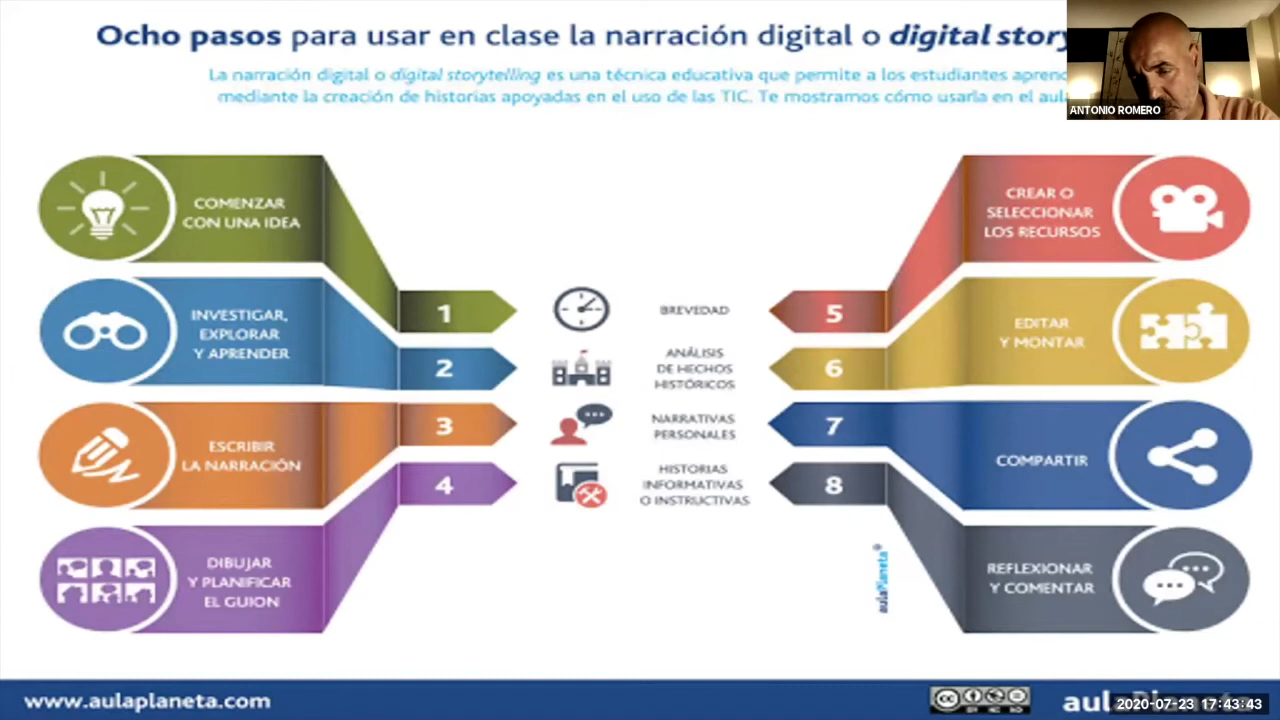 Ocho pasos para usar en clase la narración digital o digital story
La narración digital o digital storytelling es una técnica educativa que permite a los estudiantes
mediante la creación de historias apoyadas en el uso de las TIC. Te mostramos cómo usarla en el
ANTONIO ROMERO
COMENZAR
CON UNA IDEA
INVESTIGAR,
EXPLORAR
Y APRENDER
ESCRIBIR
LA NARRACIÓN
DIBUJAR
Y PLANIFICAR
EL GUION
1
2
3
4
BREVEDAD
ANÁLISIS
DE HECHOS
HISTÓRICOS
NARRATIVAS
PERSONALES
HISTORIAS
INFORMATIVAS
O INSTRUCTIVAS
5
6
7
8
CREAR O
SELECCIONAR
LOS RECURSOS
EDITAR
Y MONTAR
COMPARTIR
REFLEXIONAR
Y COMENTAR
aulaPlaneta
www.aulaplaneta.com
aulaPlaneta
2020-07-23 17:43:43